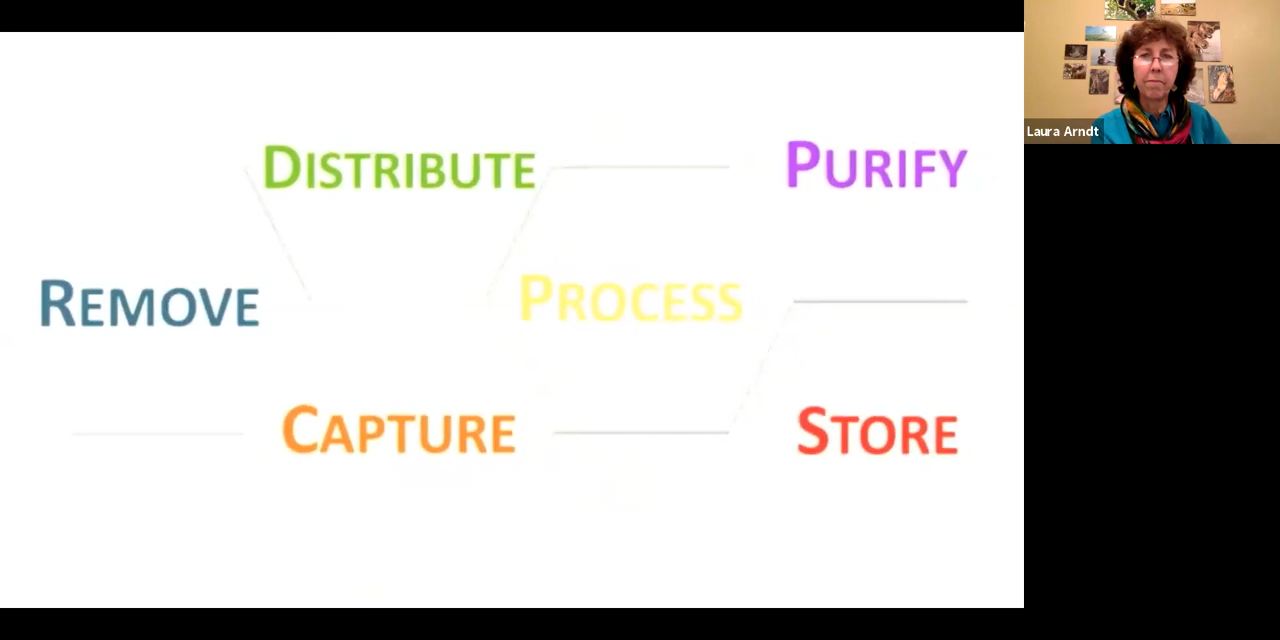 DISTRIBUTE
PURIFY
REMOVE
PROCESS
CAPTURE
STORE
Laura Arndt